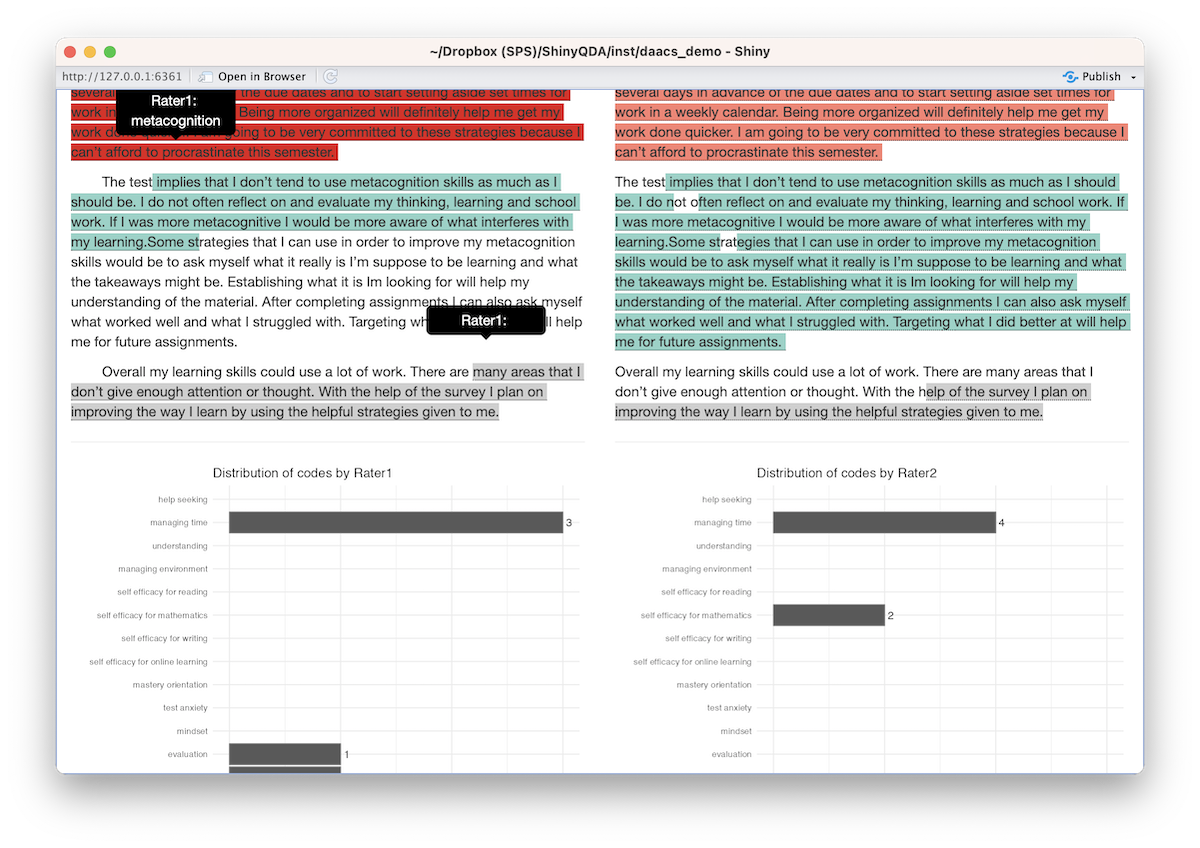 ~/Dropbox (SPS)/ShinyQDA/inst/daacs_demo - Shiny
http://127.0.0.1:6361 Open in Browser Publish
several the due dates and to start setting aside set times for
Rater1:
metacognition
work in Being more organized will definitely help me get my
work done going to be very committed to these strategies because I
can't afford to procrastinate this semester.
The test implies that I don't tend to use metacognition skills as much as I
should be. I do not often reflect on and evaluate my thinking, learning and school
work. If I was more metacognitive I would be more aware of what interferes with
my learning.Some strategies that I can use in order to improve my metacognition
skills would be to ask myself what it really is I'm suppose to be learning and what
the takeaways might be. Establishing what it is Im looking for will help my
understanding of the material. After completing assignments I can also ask myself
what worked well and what I struggled with. Targeting help
Rater1:
me for future assignments.
Overall my learning skills could use a lot of work. There are many areas that I
don't give enough attention or thought. With the help of the survey I plan on
improving the way I learn by using the helpful strategies given to me.
several days in advance of the due dates and to start setting aside set times for
work in a weekly calendar. Being more organized will definitely help me get my
work done quicker. I am going to be very committed to these strategies because I
can't afford to procrastinate this semester.
The test implies that I don't tend to use metacognition skills as much as I should
be. I do not often reflect on and evaluate my thinking, learning and school work. If
I was more metacognitive I would be more aware of what interferes with my
learning.Some strategies that I can use in order to improve my metacognition
skills would be to ask myself what it really is I'm suppose to be learning and what
the takeaways might be. Establishing what it is Im looking for will help my
understanding of the material. After completing assignments I can also ask myself
what worked well and what I struggled with. Targeting what I did better at will help
me for future assignments.
Overall my learning skills could use a lot of work. There are many areas that I
don't give enough attention or thought. With the help of the survey I plan on
improving the way I learn by using the helpful strategies given to me.
Distribution of codes by Rater1
help seeking
managing time 3
understanding
managing environment
self efficacy for reading
self efficacy for mathematics
self efficacy for writing
self efficacy for online learning
mastery orientation
test anxiety
mindset
evaluation 1
Distribution of codes by Rater2
help seeking
managing time 4
understanding
managing environment
self efficacy for reading
self efficacy for mathematics 2
self efficacy for writing
self efficacy for online learning
mastery orientation
test anxiety
mindset
evaluation